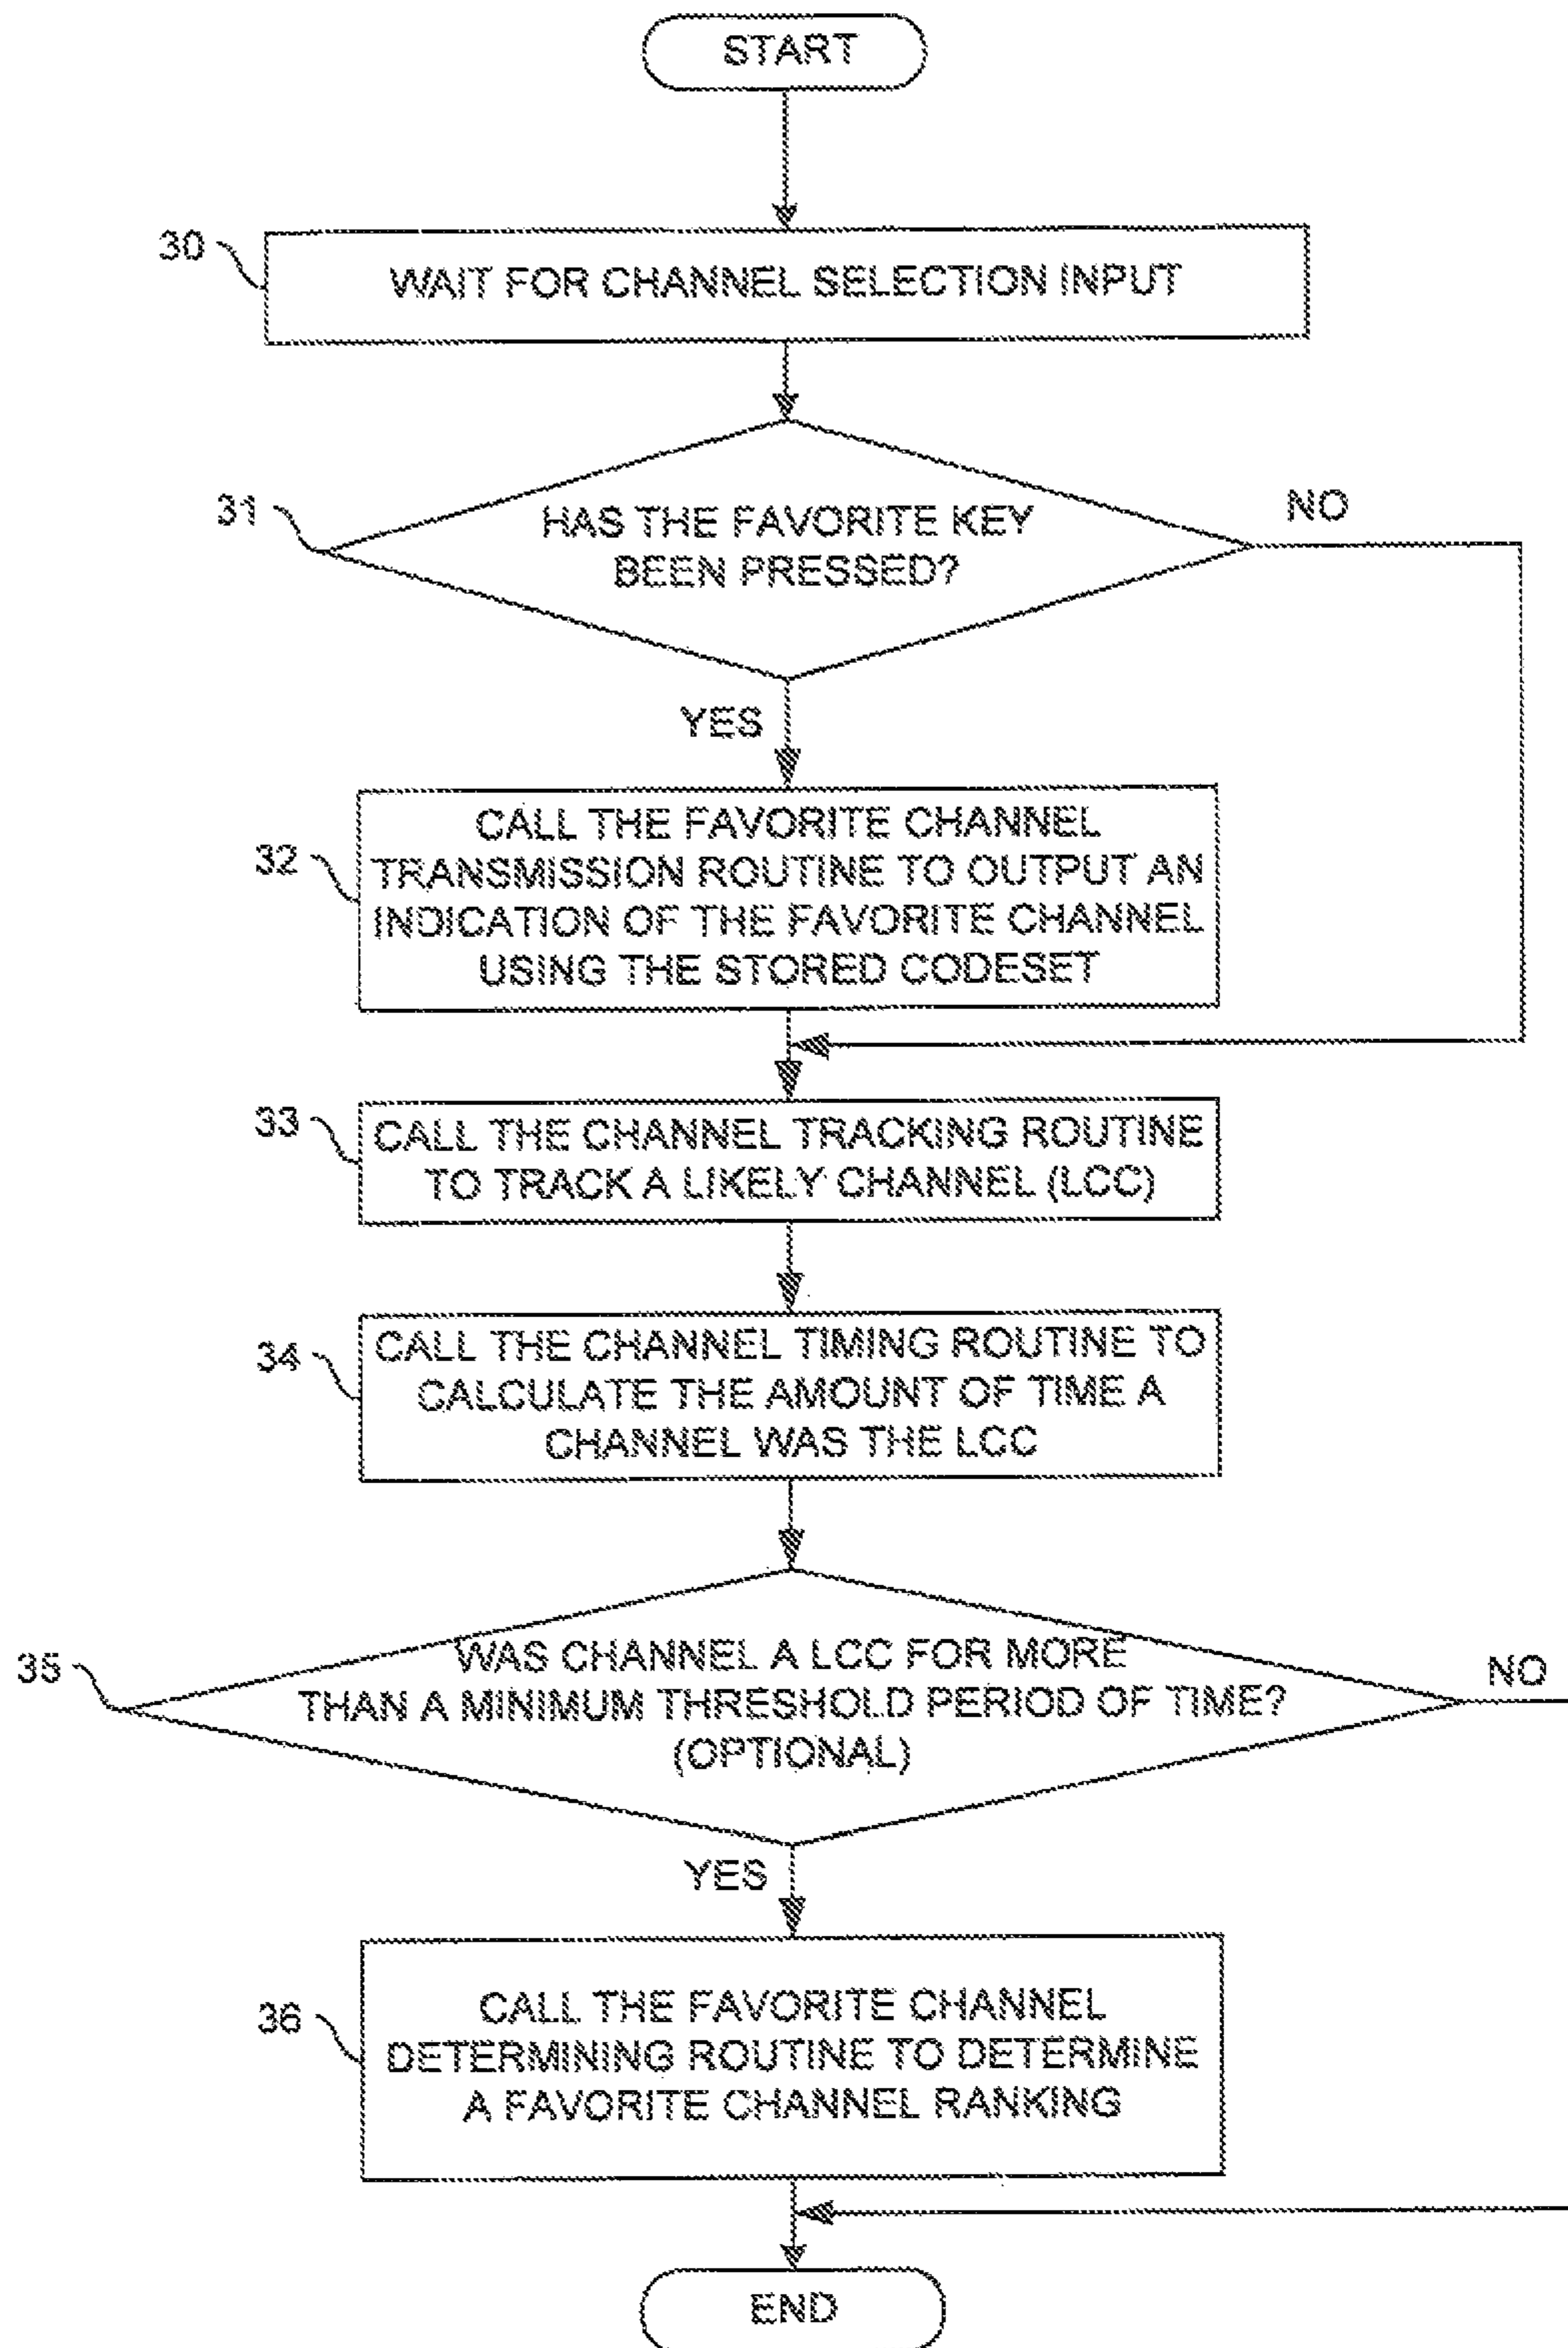 START
30
WAIT FOR CHANNEL SELECTION INPUT
31
HAS THE FAVORITE KEY
BEEN PRESSED?
NO
YES
32
CALL THE FAVORITE CHANNEL
TRANSMISSION ROUTINE TO OUTPUT AN
INDICATION OF THE FAVORITE CHANNEL
USING THE STORED CODESET
33
CALL THE CHANNEL TRACKING ROUTINE
TO TRACK A LIKELY CHANNEL (LCC)
34
CALL THE CHANNEL TIMING ROUTINE TO
CALCULATE THE AMOUNT OF TIME A
CHANNEL WAS THE LCC
35
WAS CHANNEL A LCC FOR MORE
THAN A MINIMUM THRESHOLD PERIOD OF TIME?
(OPTIONAL)
NO
YES
36
CALL THE FAVORITE CHANNEL
DETERMINING ROUTINE TO DETERMINE
A FAVORITE CHANNEL RANKING
END